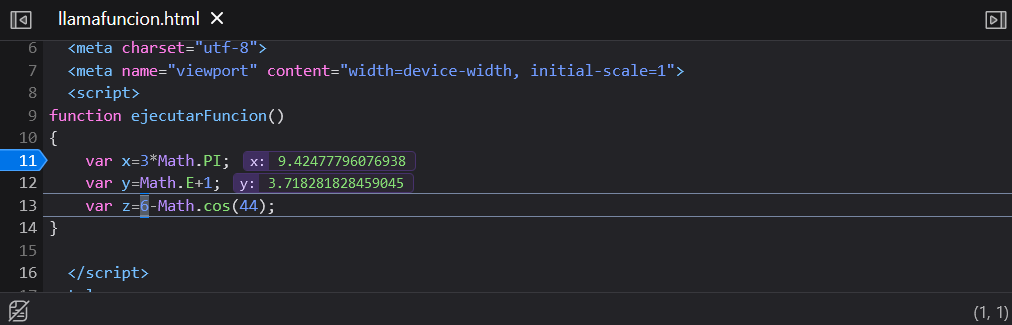 llamafuncion.html
6 <meta charset="utf-8">
7 <meta name="viewport" content="width=device-width, initial-scale=1">
8 <script>
9 function ejecutarFuncion()
10 {
11 var x=3*Math.PI; x: 9.42477796076938
12 var y=Math.E+1; y: 3.718281828459045
13 var z=6-Math.cos(44);
14 }
15
16 </script>
(1, 1)